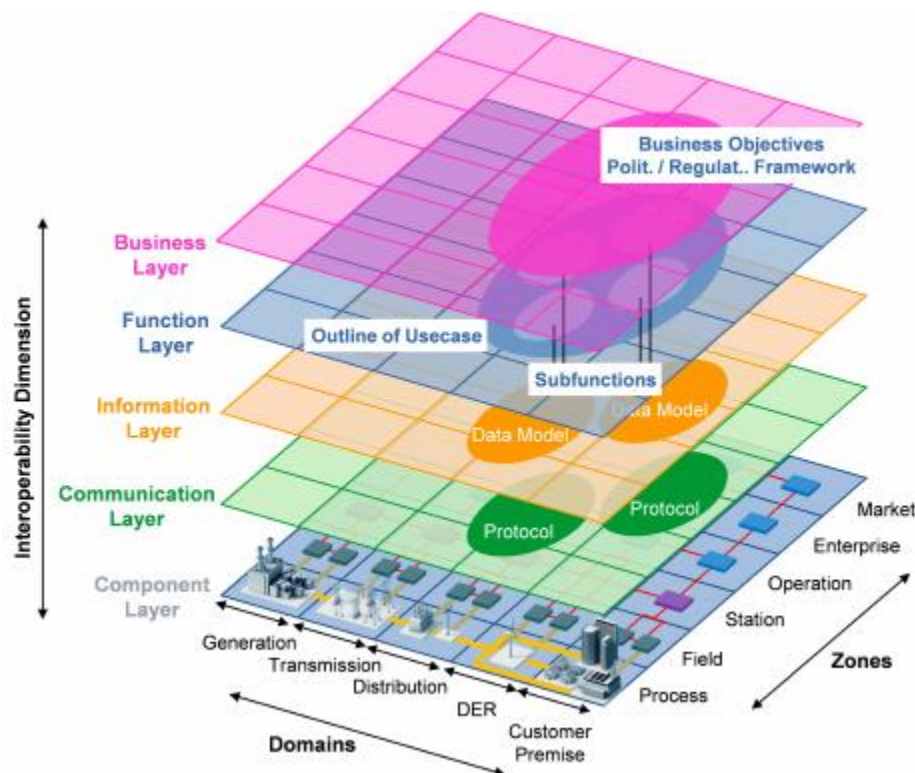 Business Objectives
Polit. / Regulat.. Framework
Business
Layer
Function
Layer
Outline of Usecase
Subfunctions
Information
Layer
Data Model
Data Model
Communication
Layer
Protocol
Protocol
Component
Layer
Interoperability Dimension
Market
Enterprise
Operation
Station
Field
Process
Zones
Generation
Transmission
Distribution
DER
Customer
Premise
Domains